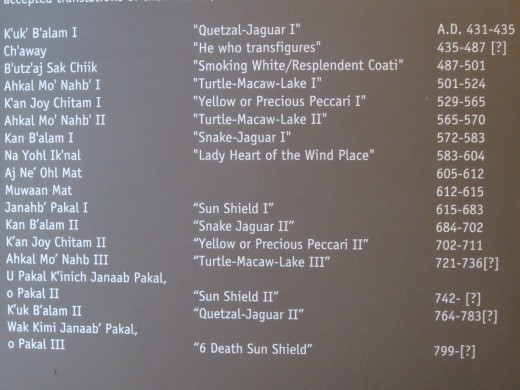 accepted translations of
K'uk' B'alam I "Quetzal-Jaguar I" A.D. 431-435
Ch'away "He who transfigures" 435-487 [?]
B'utz'aj Sak Chiik "Smoking White/Resplendent Coati" 487-501
Ahkal Mo' Nahb' I "Turtle-Macaw-Lake I" 501-524
K'an Joy Chitam I "Yellow or Precious Peccari I" 529-565
Ahkal Mo' Nahb' II "Turtle-Macaw-Lake II" 565-570
Kan B'alam I "Snake-Jaguar I" 572-583
Na Yohl Ik'nal "Lady Heart of the Wind Place" 583-604
Aj Ne’ Ohl Mat 605-612
Muwaan Mat 612-615
Janahb’ Pakal I “Sun Shield I” 615-683
Kan B’alam II “Snake Jaguar II” 684-702
K’an Joy Chitam II “Yellow or Precious Peccari II” 702-711
Ahkal Mo’ Nahb III “Turtle-Macaw-Lake III” 721-736[?]
U Pakal K’inich Janaab Pakal,
o Pakal II “Sun Shield II” 742- [?]
K’uk B’alam II “Quetzal-Jaguar II” 764-783[?]
Wak Kimi Janaab’ Pakal,
o Pakal III “6 Death Sun Shield” 799-[?]